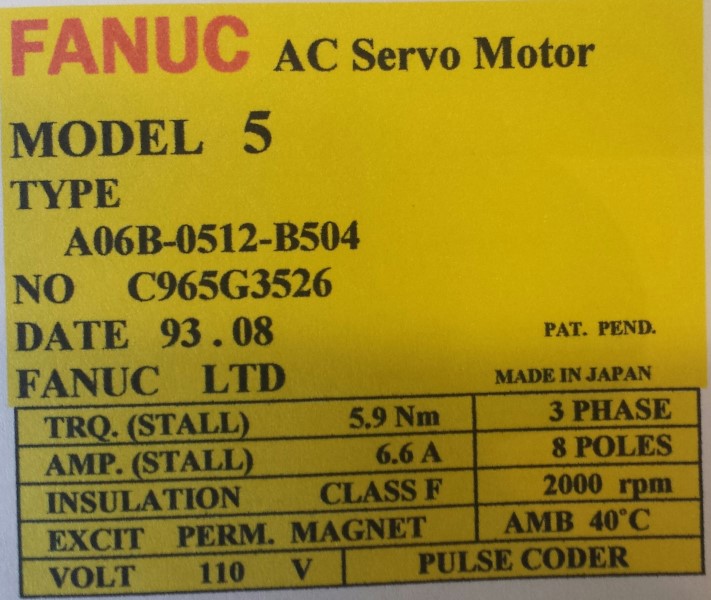 FANUC AC Servo Motor
MODEL 5
TYPE
A06B-0512-B504
NO C965G3526
DATE 93.08 PAT. PEND.
FANUC LTD MADE IN JAPAN
TRQ. (STALL) 5.9 Nm 3 PHASE
AMP. (STALL) 6.6 A 8 POLES
INSULATION CLASS F 2000 rpm
EXCIT PERM. MAGNET AMB 40°C
VOLT 110 V PULSE CODER